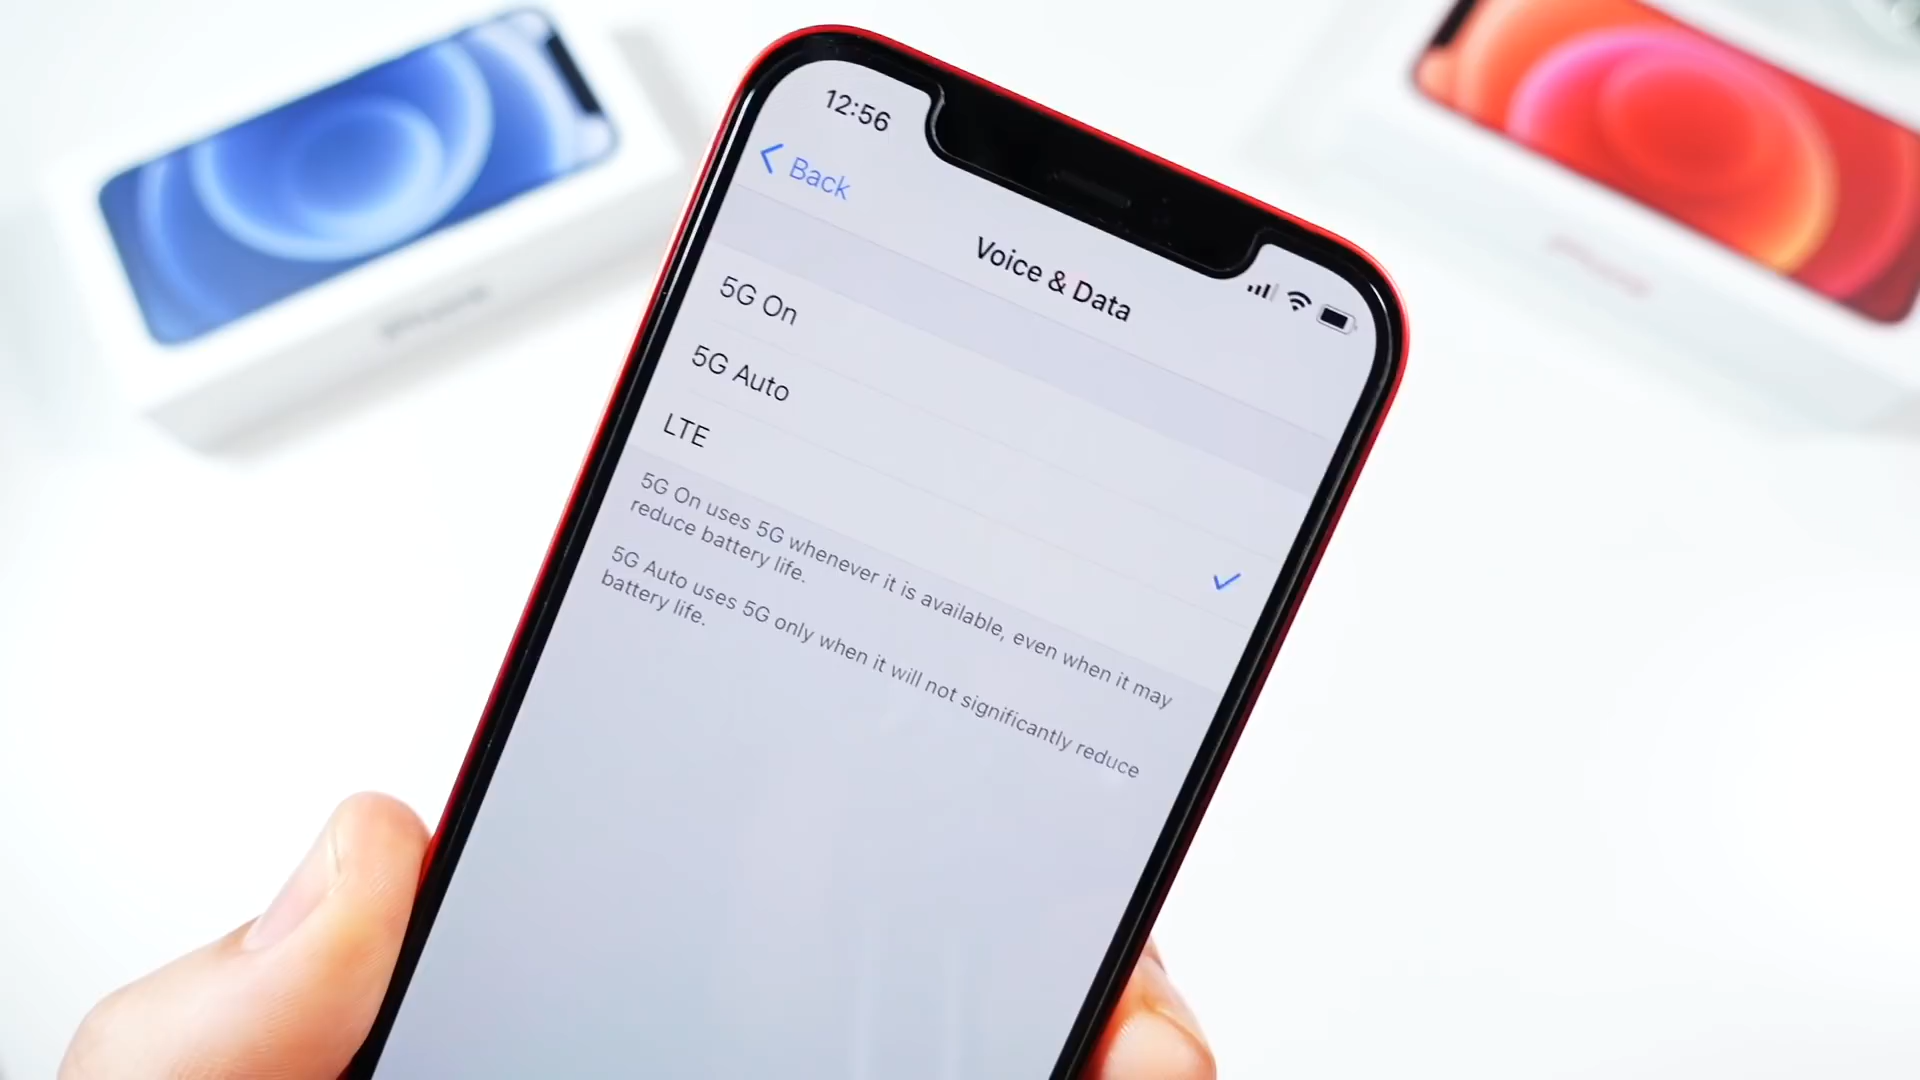 12:56
Back
Voice & Data
5G On
5G Auto
LTE
5G On uses 5G whenever it is available, even when it may
reduce battery life.
5G Auto uses 5G only when it will not significantly reduce
battery life.
iPhone